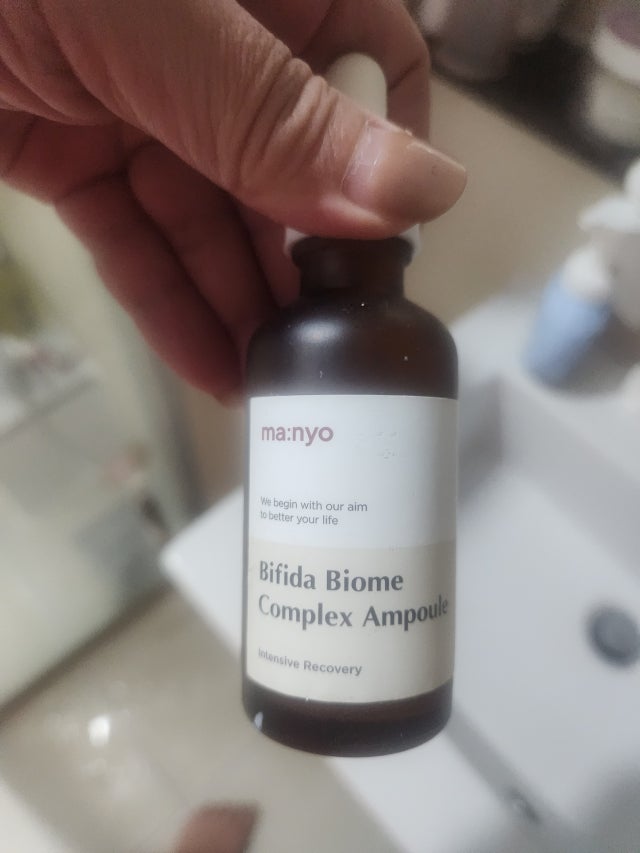 ma:nyo
We begin with our aim
to better your life
Bifida Biome
Complex Ampoule
Intensive Recovery